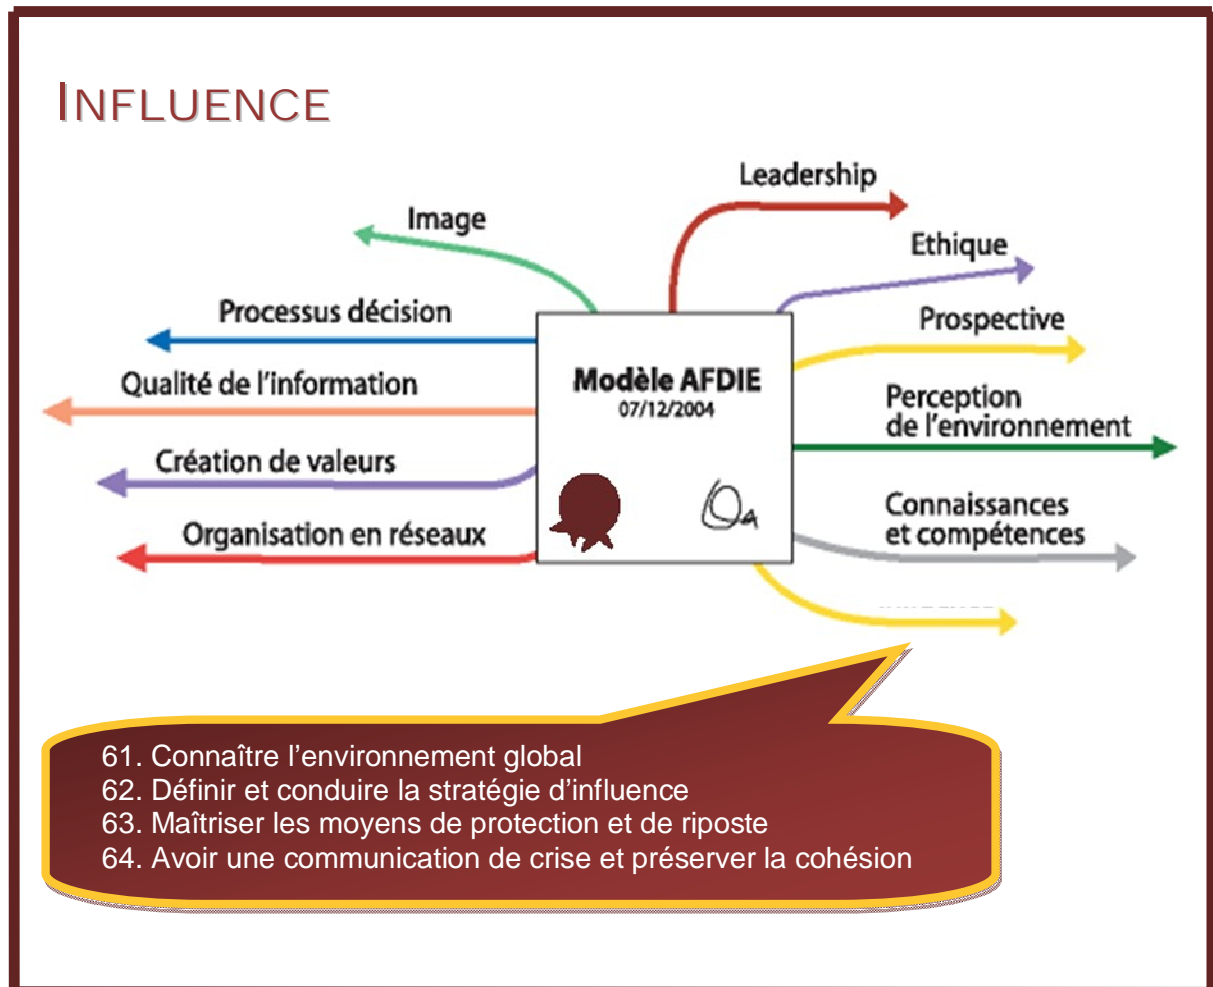 INFLUENCE
Leadership
Image
Ethique
Processus décision
Prospective
Qualité de l'information
Modèle AFDIE
07/12/2004
Perception
de l'environnement
Création de valeurs
Connaissances
et compétences
Organisation en réseaux
61. Connaître l'environnement global
62. Définir et conduire la stratégie d'influence
63. Maîtriser les moyens de protection et de riposte
64. Avoir une communication de crise et préserver la cohésion